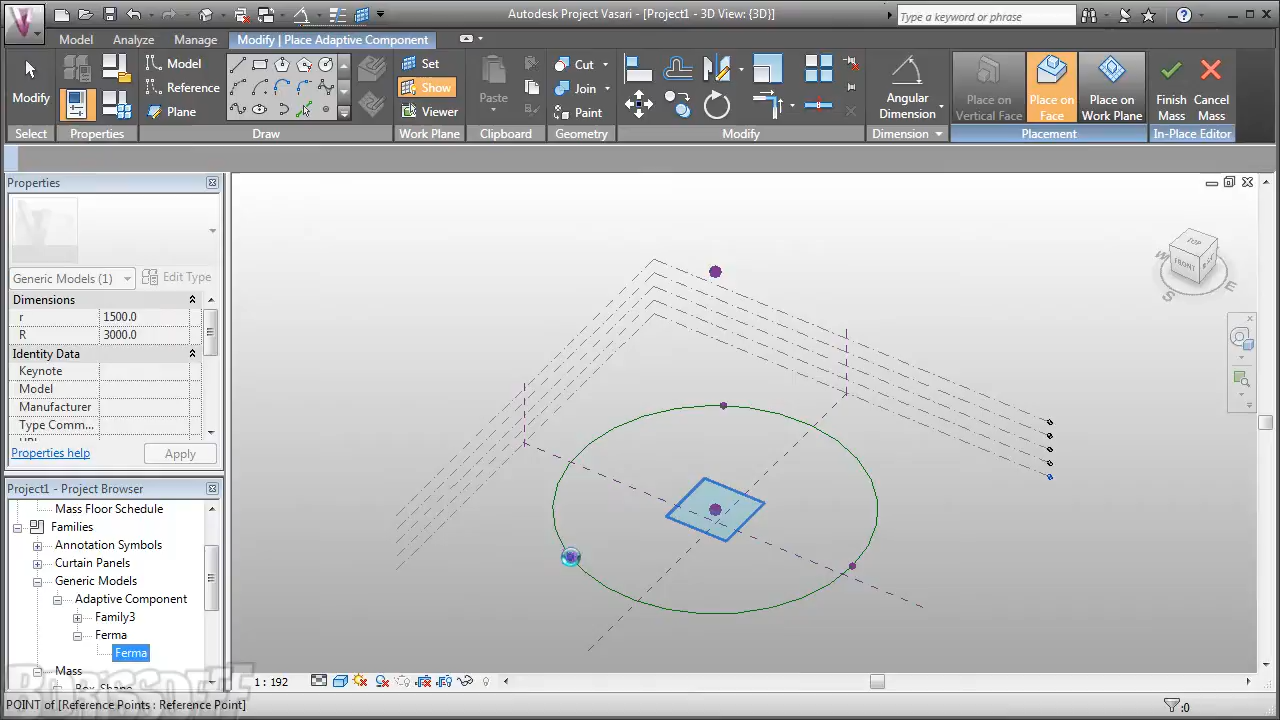 Autodesk Project Vasari - [Project1 - 3D View: {3D}]
Type a keyword or phrase
Model Analyze Manage Modify | Place Adaptive Component
Modify
Model
Reference
Plane
Set
Show
Viewer
Paste
Cut
Join
Paint
Angular
Dimension
Place on
Vertical Face
Place on
Face
Place on
Work Plane
Finish
Mass
Cancel
Mass
Select Properties Draw Work Plane Clipboard Geometry Modify Dimension Placement In-Place Editor
Properties
Generic Models (1)
Edit Type
Dimensions
r 1500.0
R 3000.0
Identity Data
Keynote
Model
Manufacturer
Type Comm...
Properties help
Apply
Project1 - Project Browser
Mass Floor Schedule
Families
Annotation Symbols
Curtain Panels
Generic Models
Adaptive Component
Family3
Ferma
Ferma
Mass
Box Shape
TOP
FRONT
W
S
E
1 : 192
BORISSOFF
POINT of [Reference Points : Reference Point]
:0